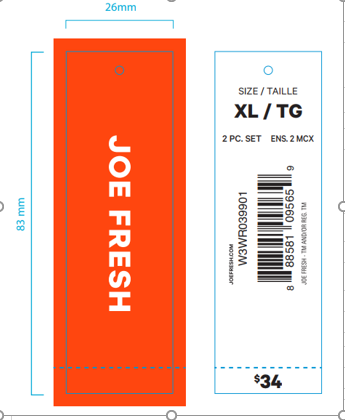 26mm
83 mm
JOE FRESH
SIZE / TAILLE
XL / TG
2 PC. SET ENS. 2 MCX
JOEFRESH.COM
W3WR039901
8 88581 09565 9
JOE FRESH - TM AND/OR REG. TM
$34